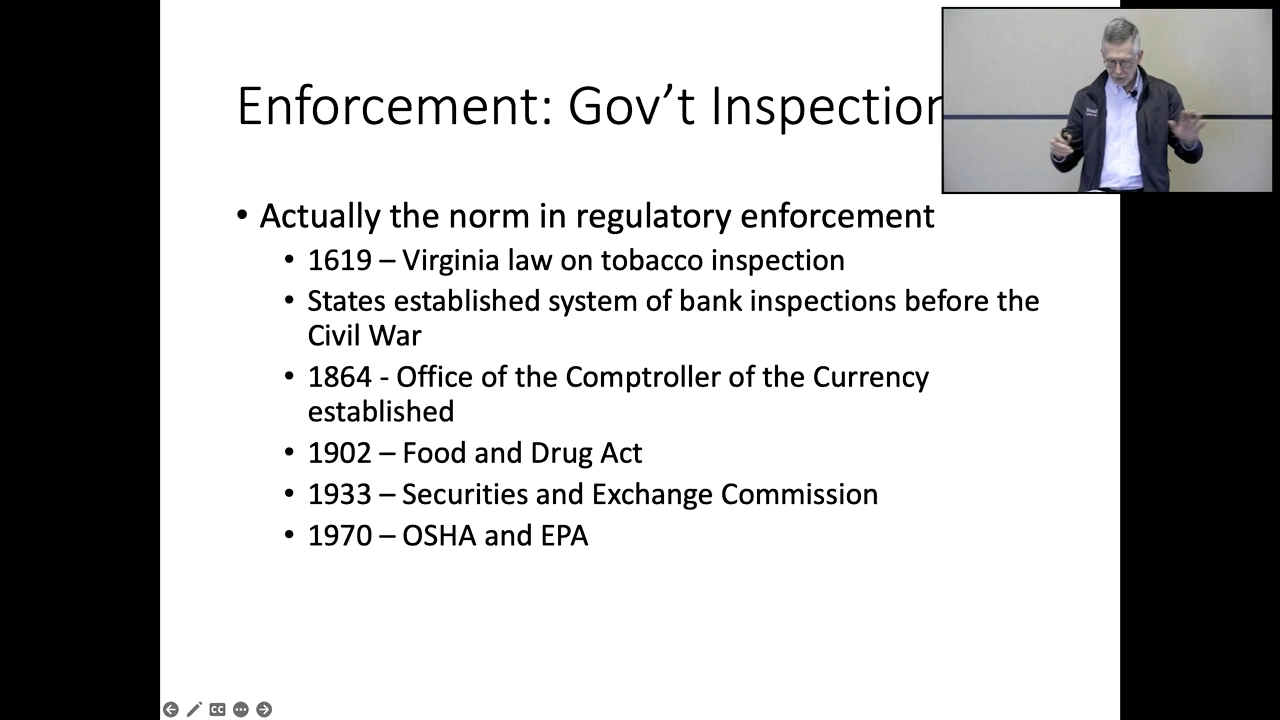 Enforcement: Gov't Inspection
• Actually the norm in regulatory enforcement
• 1619 – Virginia law on tobacco inspection
• States established system of bank inspections before the
Civil War
• 1864 - Office of the Comptroller of the Currency
established
• 1902 – Food and Drug Act
• 1933 – Securities and Exchange Commission
• 1970 – OSHA and EPA
CC